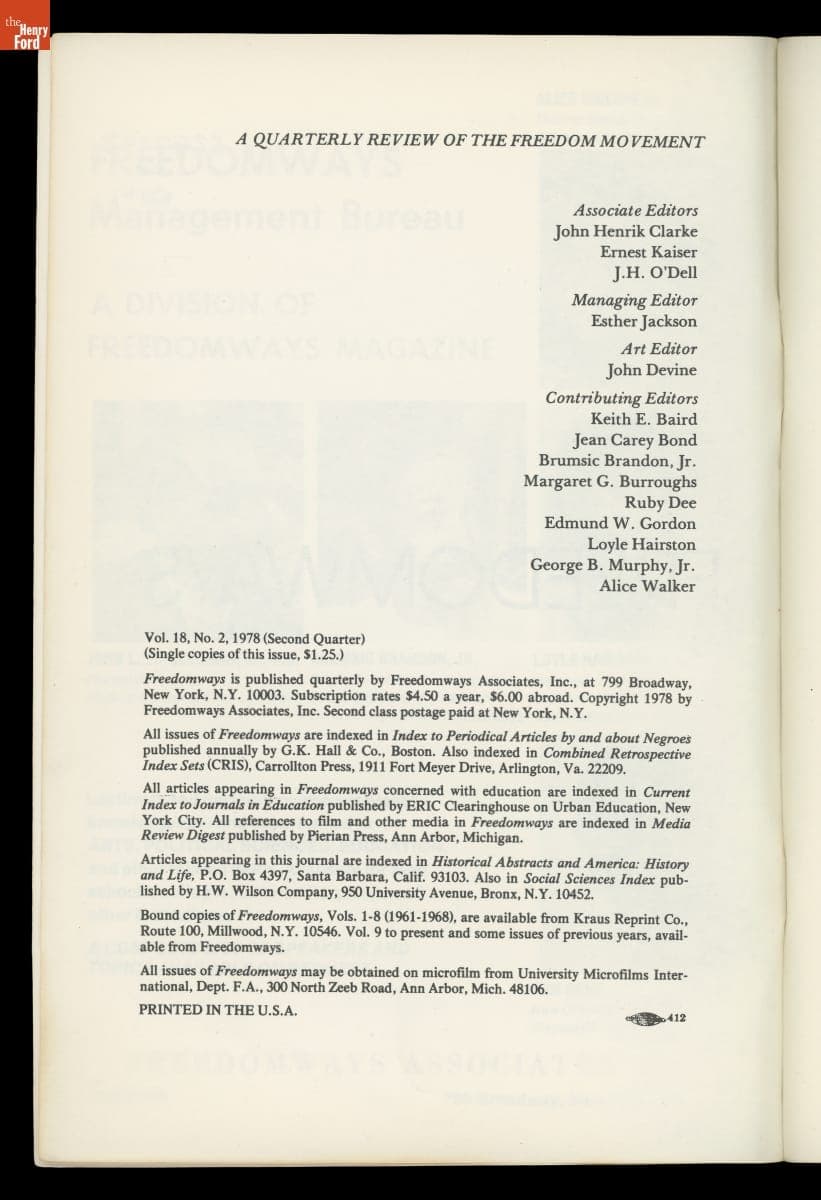 the
Henry
Ford
A QUARTERLY REVIEW OF THE FREEDOM MOVEMENT
Associate Editors
John Henrik Clarke
Ernest Kaiser
J.H. O'Dell
Managing Editor
Esther Jackson
Art Editor
John Devine
Contributing Editors
Keith E. Baird
Jean Carey Bond
Brumsic Brandon, Jr.
Margaret G. Burroughs
Ruby Dee
Edmund W. Gordon
Loyle Hairston
George B. Murphy, Jr.
Alice Walker
Vol. 18, No. 2, 1978 (Second Quarter)
(Single copies of this issue, $1.25.)
Freedomways is published quarterly by Freedomways Associates, Inc., at 799 Broadway,
New York, N.Y. 10003. Subscription rates $4.50 a year, $6.00 abroad. Copyright 1978 by
Freedomways Associates, Inc. Second class postage paid at New York, N.Y.
All issues of Freedomways are indexed in Index to Periodical Articles by and about Negroes
published annually by G.K. Hall & Co., Boston. Also indexed in Combined Retrospective
Index Sets (CRIS), Carrollton Press, 1911 Fort Meyer Drive, Arlington, Va. 22209.
All articles appearing in Freedomways concerned with education are indexed in Current
Index to Journals in Education published by ERIC Clearinghouse on Urban Education, New
York City. All references to film and other media in Freedomways are indexed in Media
Review Digest published by Pierian Press, Ann Arbor, Michigan.
Articles appearing in this journal are indexed in Historical Abstracts and America: History
and Life, P.O. Box 4397, Santa Barbara, Calif. 93103. Also in Social Sciences Index pub-
lished by H.W. Wilson Company, 950 University Avenue, Bronx, N.Y. 10452.
Bound copies of Freedomways, Vols. 1-8 (1961-1968), are available from Kraus Reprint Co.,
Route 100, Millwood, N.Y. 10546. Vol. 9 to present and some issues of previous years, avail-
able from Freedomways.
All issues of Freedomways may be obtained on microfilm from University Microfilms Inter-
national, Dept. F.A., 300 North Zeeb Road, Ann Arbor, Mich. 48106.
PRINTED IN THE U.S.A.
412
FREEDOMWAYS
Management Bureau
A DIVISION OF
FREEDOMWAYS MAGAZINE